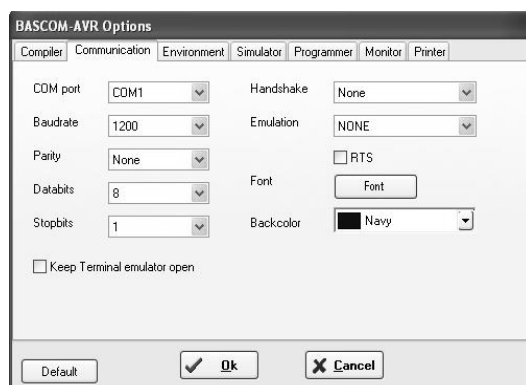 BASCOM-AVR Options
Compiler Communication Environment Simulator Programmer Monitor Printer
COM port COM1 Handshake None
Baudrate 1200 Emulation NONE
Parity None RTS
Databits 8 Font Font
Stopbits 1 Backcolor Navy
Keep Terminal emulator open
Default Ok Cancel